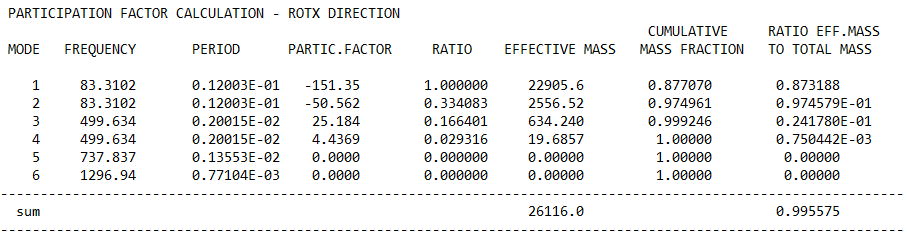 PARTICIPATION FACTOR CALCULATION - ROTX DIRECTION
CUMULATIVE RATIO EFF.MASS
MODE FREQUENCY PERIOD PARTIC.FACTOR RATIO EFFECTIVE MASS MASS FRACTION TO TOTAL MASS
1 83.3102 0.12003E-01 -151.35 1.000000 22905.6 0.877070 0.873188
2 83.3102 0.12003E-01 -50.562 0.334083 2556.52 0.974961 0.974579E-01
3 499.634 0.20015E-02 25.184 0.166401 634.240 0.999246 0.241780E-01
4 499.634 0.20015E-02 4.4369 0.029316 19.6857 1.00000 0.750442E-03
5 737.837 0.13553E-02 0.0000 0.000000 0.00000 1.00000 0.00000
6 1296.94 0.77104E-03 0.0000 0.000000 0.00000 1.00000 0.00000
sum 26116.0 0.995575